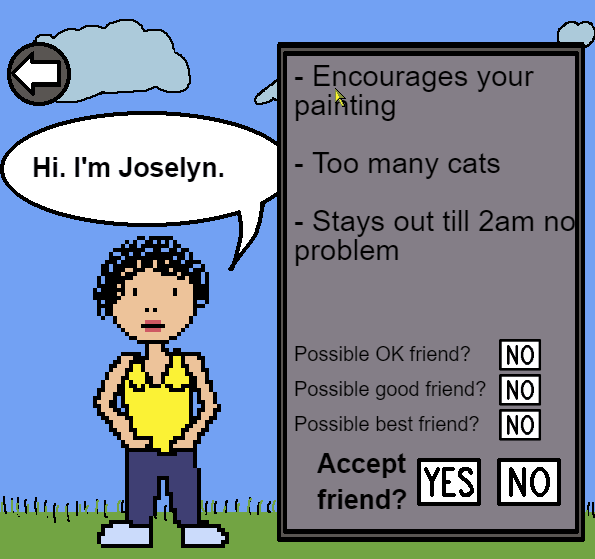 Hi. I'm Joselyn.
- Encourages your
painting
- Too many cats
- Stays out till 2am no
problem
Possible OK friend? NO
Possible good friend? NO
Possible best friend? NO
Accept
friend? YES NO